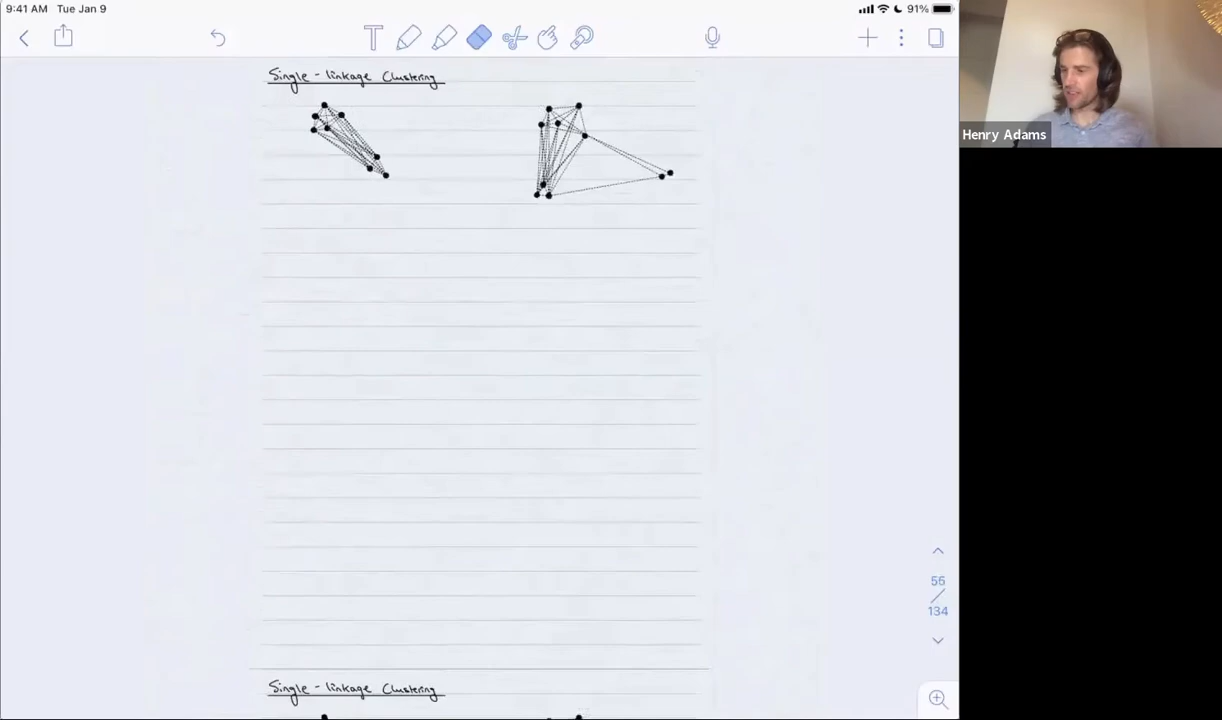 9:41 AM Tue Jan 9
91%
Single-linkage Clustering
Henry Adams
55
134
Single-linkage Clustering